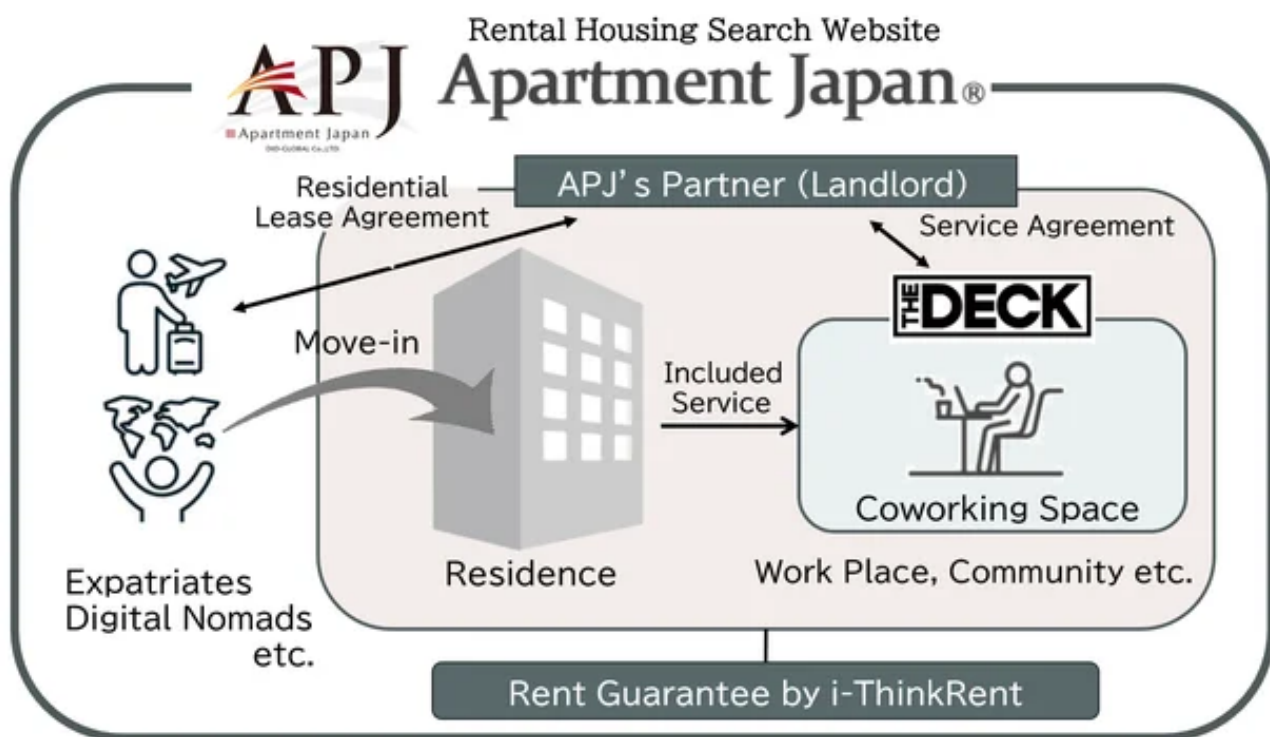 Rental Housing Search Website
APJ
Apartment Japan
Apartment Japan®
APJ's Partner (Landlord)
Residential
Lease Agreement
Service Agreement
THE DECK
Move-in
Included
Service
Coworking Space
Residence
Work Place, Community etc.
Expatriates
Digital Nomads
etc.
Rent Guarantee by i-ThinkRent